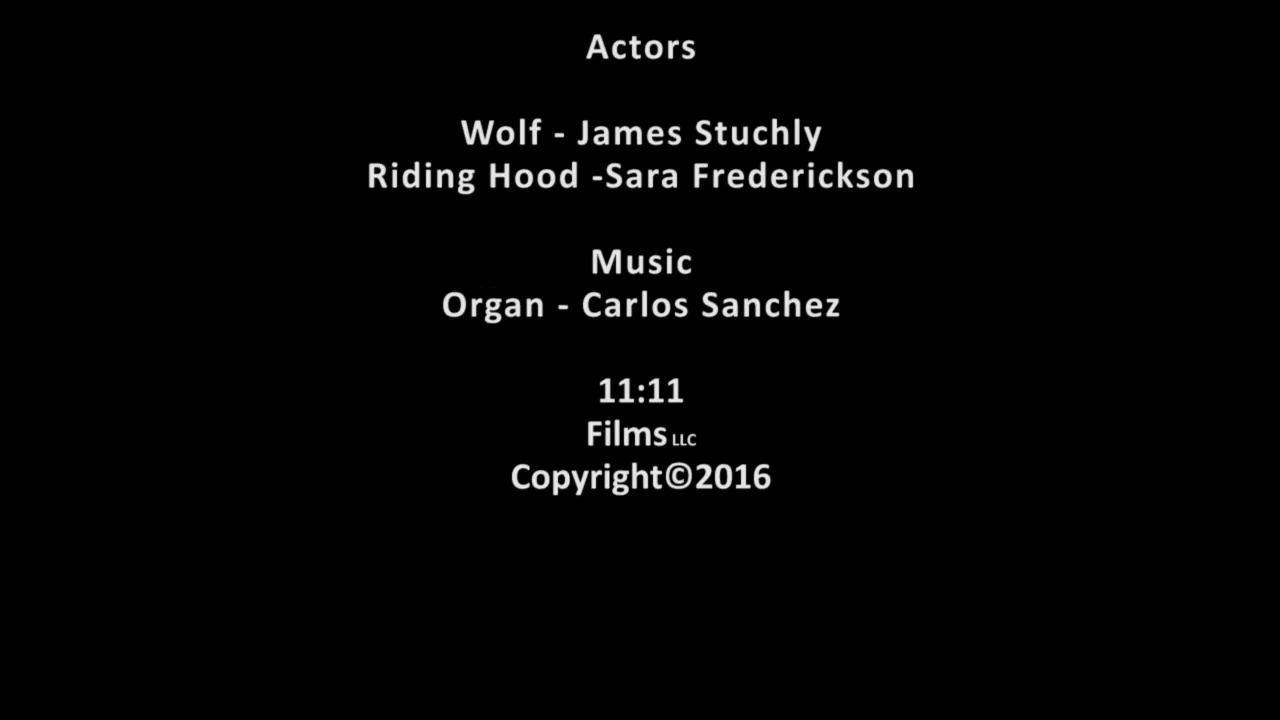 Actors
Wolf - James Stuchly
Riding Hood -Sara Frederickson
Music
Organ - Carlos Sanchez
11:11
Films LLC
Copyright©2016